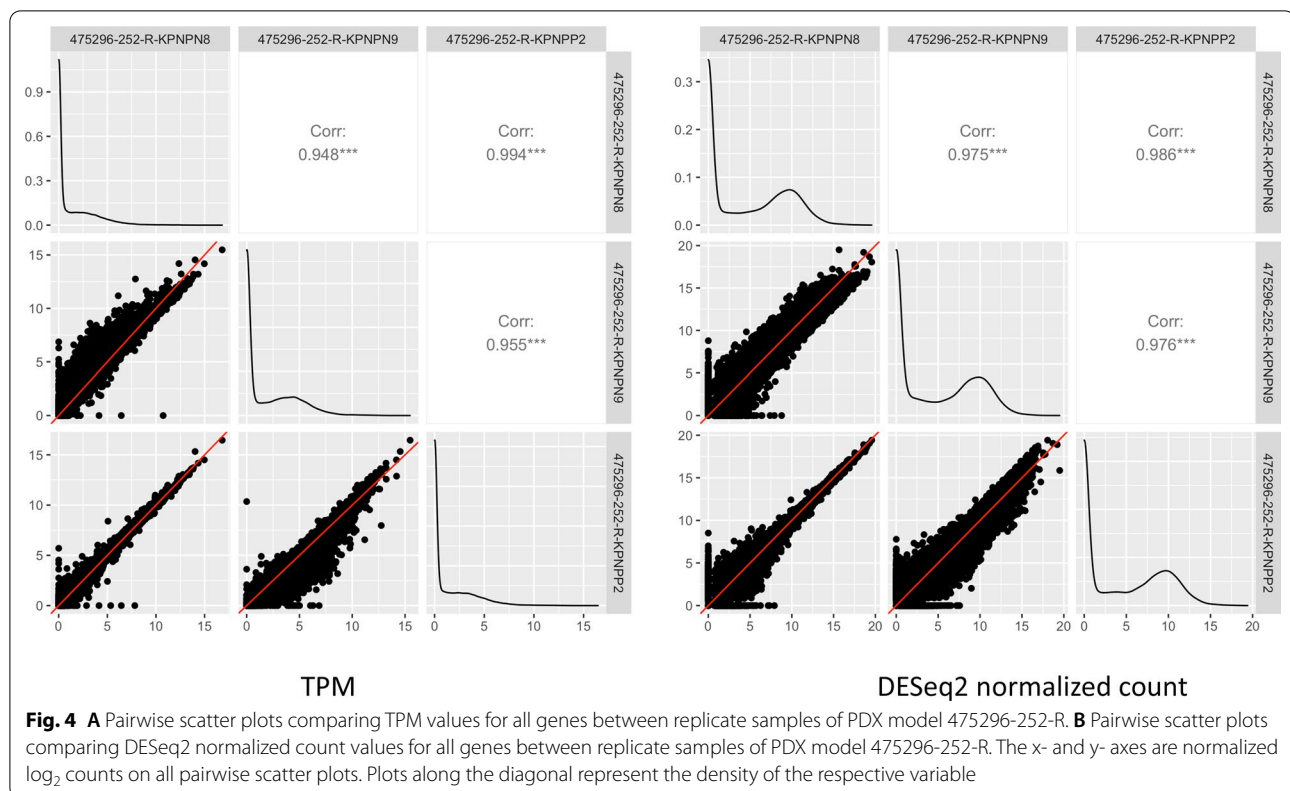 475296-252-R-KPNPN8 475296-252-R-KPNPN9 475296-252-R-KPNPP2
0.9
0.6
0.3
0.0
Corr:
0.948***
Corr:
0.994***
475296-252-R-KPNPN8
15
10
5
0
Corr:
0.955***
475296-252-R-KPNPN9
15
10
5
0
475296-252-R-KPNPP2
0 5 10 15 0 5 10 15 0 5 10 15
TPM
475296-252-R-KPNPN8 475296-252-R-KPNPN9 475296-252-R-KPNPP2
0.3
0.2
0.1
0.0
Corr:
0.975***
Corr:
0.986***
475296-252-R-KPNPN8
20
15
10
5
0
Corr:
0.976***
475296-252-R-KPNPN9
20
15
10
5
0
475296-252-R-KPNPP2
0 5 10 15 20 0 5 10 15 20 0 5 10 15 20
DESeq2 normalized count
Fig. 4 A Pairwise scatter plots comparing TPM values for all genes between replicate samples of PDX model 475296-252-R. B Pairwise scatter plots
comparing DESeq2 normalized count values for all genes between replicate samples of PDX model 475296-252-R. The x- and y- axes are normalized
log₂ counts on all pairwise scatter plots. Plots along the diagonal represent the density of the respective variable